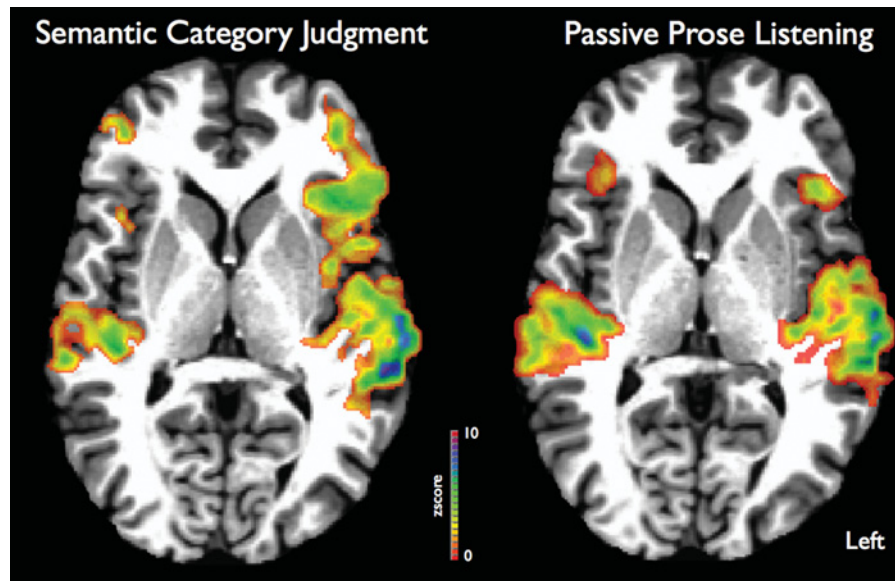 Semantic Category Judgment
Passive Prose Listening
10
zscore
0
Left